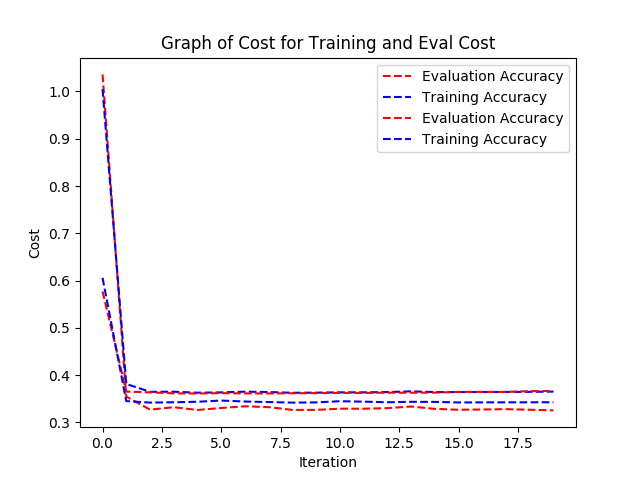 Graph of Cost for Training and Eval Cost
Evaluation Accuracy
Training Accuracy
Evaluation Accuracy
Training Accuracy
1.0
0.9
0.8
0.7
0.6
0.5
0.4
0.3
Cost
0.0 2.5 5.0 7.5 10.0 12.5 15.0 17.5
Iteration